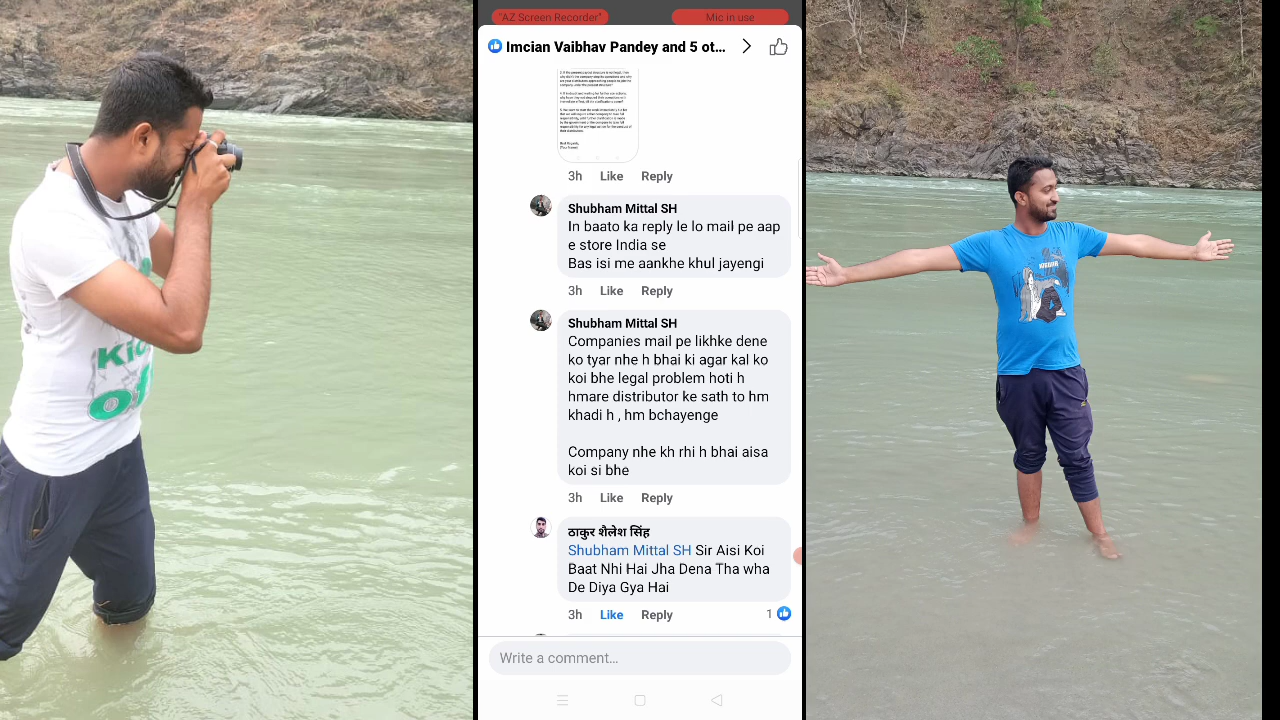 "AZ Screen Recorder"
Mic in use
Imcian Vaibhav Pandey and 5 ot...
3h Like Reply
Shubham Mittal SH
In baato ka reply le lo mail pe aap
e store India se
Bas isi me aankhe khul jayengi
3h Like Reply
Shubham Mittal SH
Companies mail pe likhke dene
ko tyar nhe h bhai ki agar kal ko
koi bhe legal problem hoti h
hmare distributor ke sath to hm
khadi h , hm bchayenge
Company nhe kh rhi h bhai aisa
koi si bhe
3h Like Reply
ठाकुर शैलेश सिंह
Shubham Mittal SH Sir Aisi Koi
Baat Nhi Hai Jha Dena Tha wha
De Diya Gya Hai
3h Like Reply 1
Write a comment...